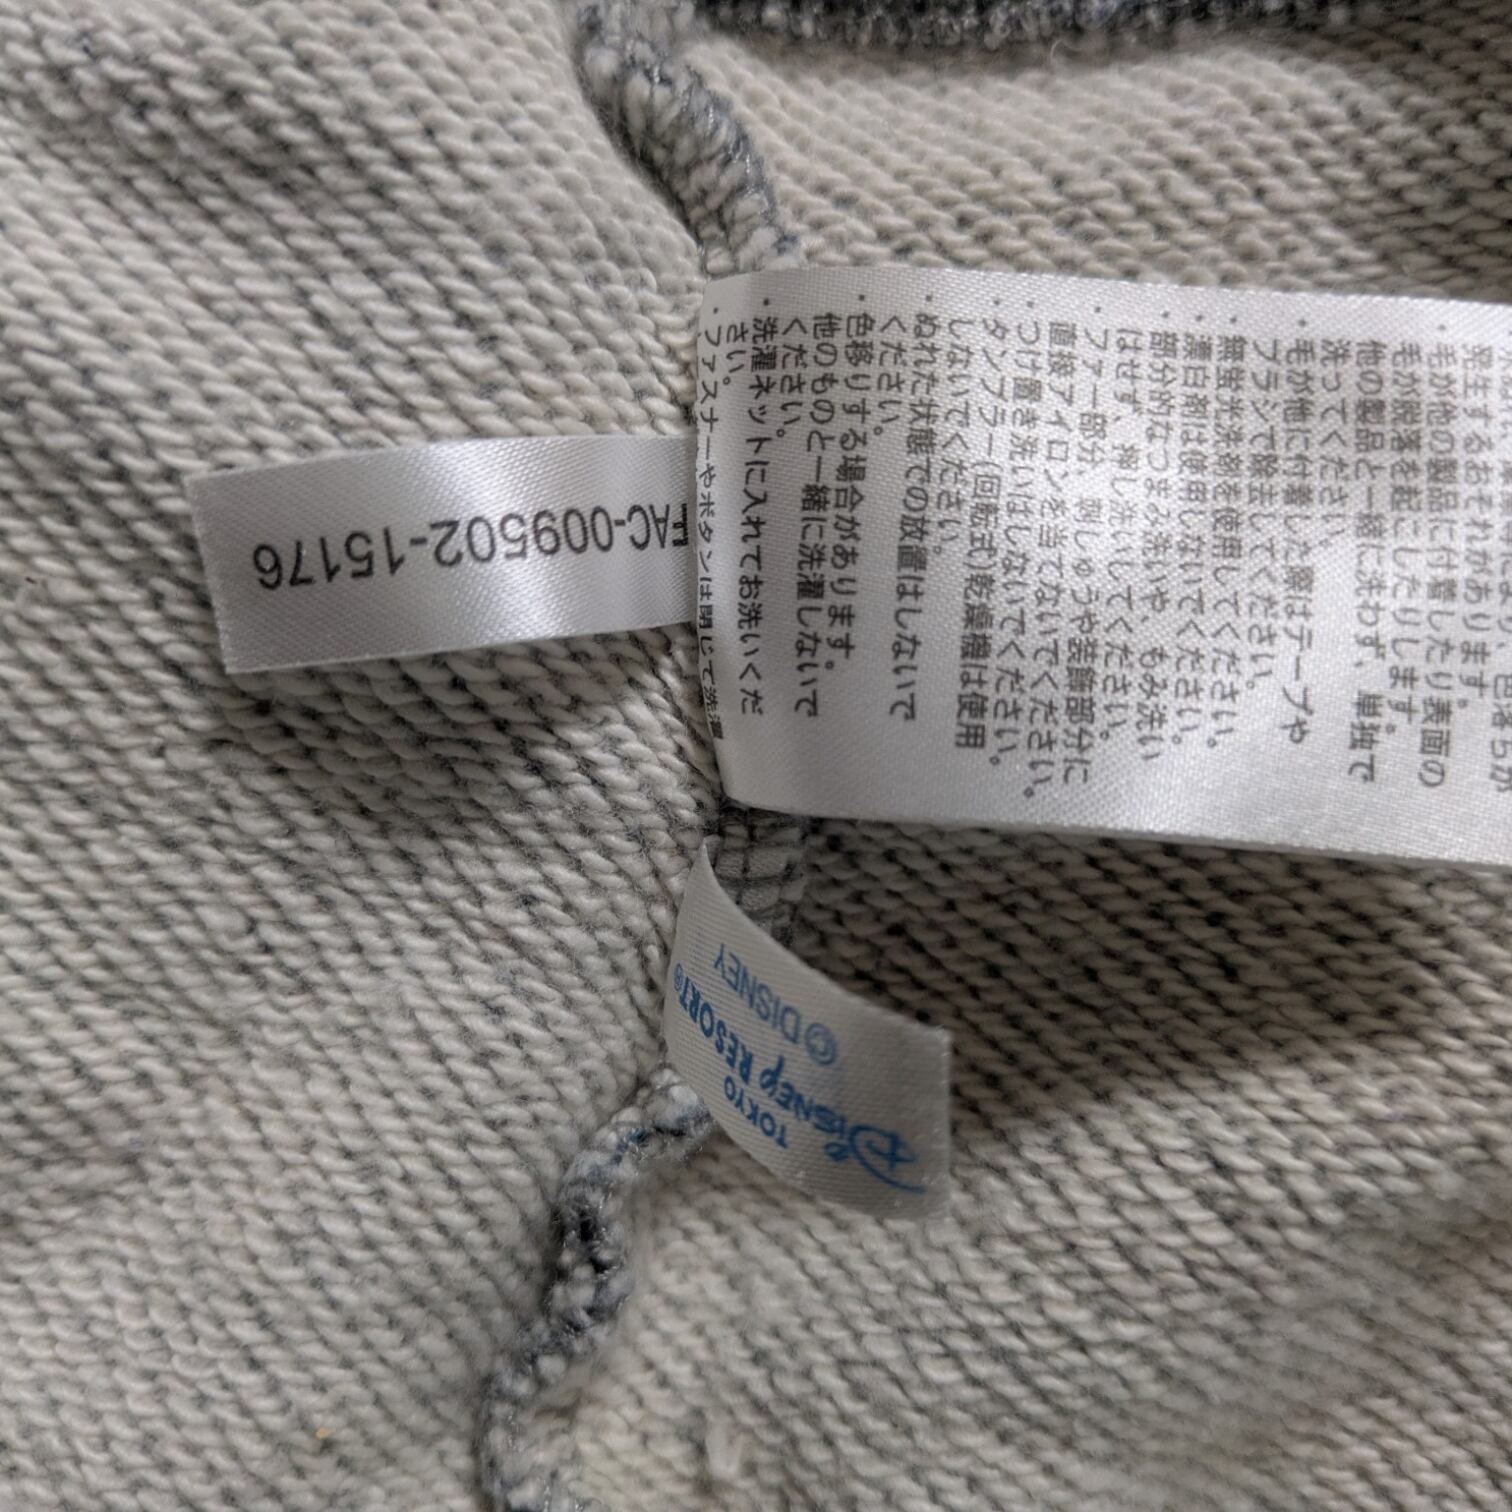 発生するおそれがあります。
・毛が他の製品に付着したり表面の
毛が脱落を起こしたりします。
他の製品と一緒に洗わず、単独で
洗ってください。
・毛が他に付着した際はテープや
ブラシで除去してください。
・無蛍光洗剤を使用してください。
・漂白剤は使用しないでください。
・部分的なつまみ洗いや、もみ洗い
はせず、押し洗いしてください。
・ファー部分、刺しゅうや装飾部分に
直接アイロンを当てないでください。
・つけ置き洗いはしないでください。
・タンブラー(回転式)乾燥機は使用
しないでください。
・ぬれた状態での放置はしないで
ください。
・色移りする場合があります。
他のものと一緒に洗濯しないで
ください。
・洗濯ネットに入れてお洗いくだ
さい。
・ファスナーやボタンは閉じて洗濯
FAC-009502-15176
TOKYO
DISNEY RESORT®
©DISNEY